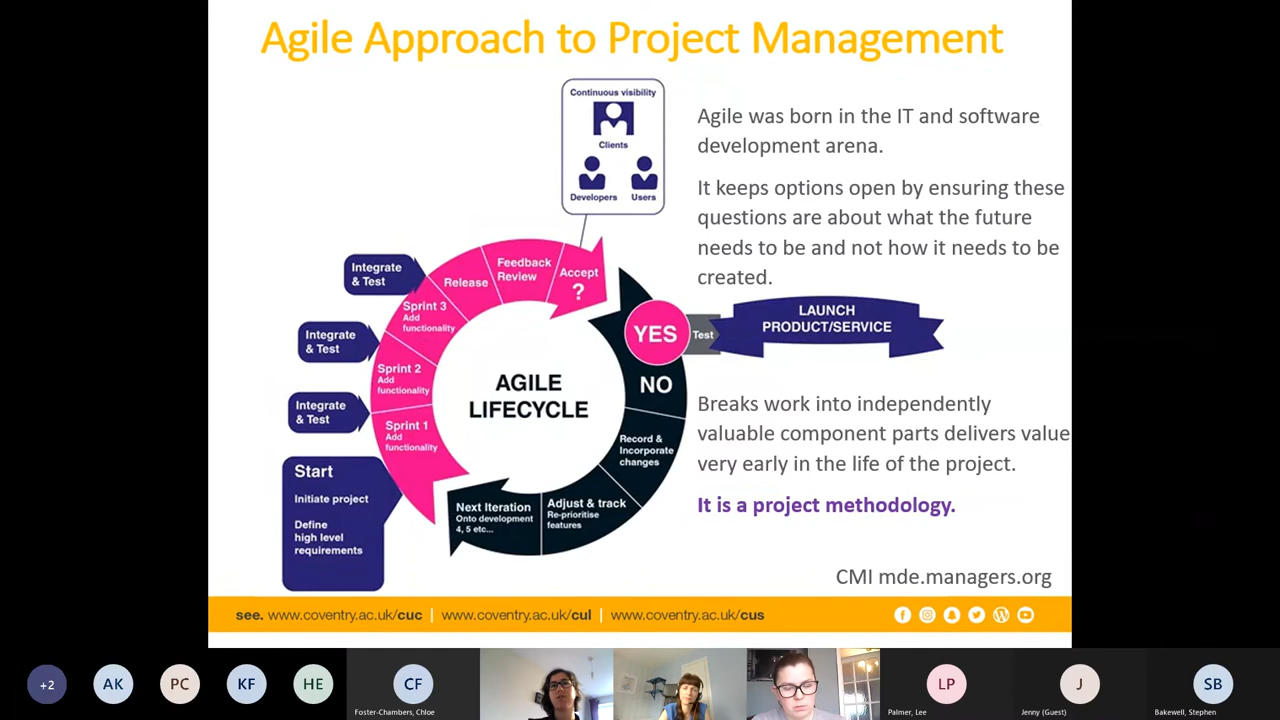 Agile Approach to Project Management
Continuous visibility
Clients
Developers
Users
Agile was born in the IT and software
development arena.
It keeps options open by ensuring these
questions are about what the future
needs to be and not how it needs to be
created.
Integrate
& Test
Integrate
& Test
Integrate
& Test
Start
Initiate project
Define
high level
requirements
Sprint 1
Add
functionality
Sprint 2
Add
functionality
Sprint 3
Add
functionality
Release
Feedback
Review
Accept
?
YES
Test
LAUNCH
PRODUCT/SERVICE
NO
Record &
Incorporate
changes
Adjust & track
Re-prioritise
features
Next Iteration
Onto development
4, 5 etc...
AGILE
LIFECYCLE
Breaks work into independently
valuable component parts delivers value
very early in the life of the project.
It is a project methodology.
CMI mde.managers.org
see. www.coventry.ac.uk/cuc | www.coventry.ac.uk/cul | www.coventry.ac.uk/cus
+2
AK
PC
KF
HE
CF
Foster-Chambers, Chloe
LP
Palmer, Lee
J
Jenny (Guest)
SB
Bakewell, Stephen